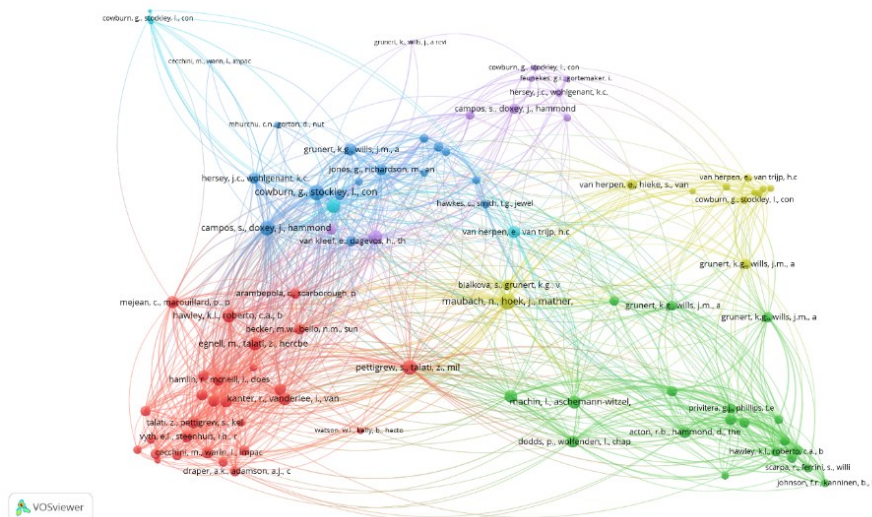 cowburn, g., stockley, l., con
grunert, k., wills, j., a revi
cecchini, m., warin, l., impac
cowburn, g., stockley, l., con
feunekes, g.i., gortemaker, i.
hersey, j.c., wohlgenant, k.c.
campos, s., doxey, j., hammond
mhurchu, c.n., gorton, d., nut
grunert, k.g., wills, j.m., a
jones, g., richardson, m., an
hersey, j.c., wohlgenant, k.c.
cowburn, g., stockley, l., con
van herpen, e., van trijp, h.c
van herpen, e., hieke, s., van
cowburn, g., stockley, l., con
hawkes, c., smith, t.g., jewel
campos, s., doxey, j., hammond
van kleef, e., dagevos, h., th
van herpen, e., van trijp, h.c
grunert, k.g., wills, j.m., a
bialkova, s., grunert, k.g., v
arambepola, c., scarborough, p
mejean, c., macouillard, p., p
maubach, n., hoek, j., mather,
grunert, k.g., wills, j.m., a
hawley, k.l., roberto, c.a., b
grunert, k.g., wills, j.m., a
becker, m.w., bello, n.m., sun
egnell, m., talati, z., hercbe
pettigrew, s., talati, z., mil
hamlin, r., mcneill, l., does
kanter, r., vanderlee, l., van
machin, l., aschemann-witzel,
privitera, g.j., phillips, t.e
talati, z., pettigrew, s., kel
watson, w.l., kelly, b., hecto
acton, r.b., hammond, d., the
vyth, e.l., steenhuis, i.h., r
dodds, p., wolfenden, l., chap
hawley, k.l., roberto, c.a., b
cecchini, m., warin, l., impac
scarpa, r., ferrini, s., willi
draper, a.k., adamson, a.j., c
johnson, f.r., kanninen, b.,
VOSviewer